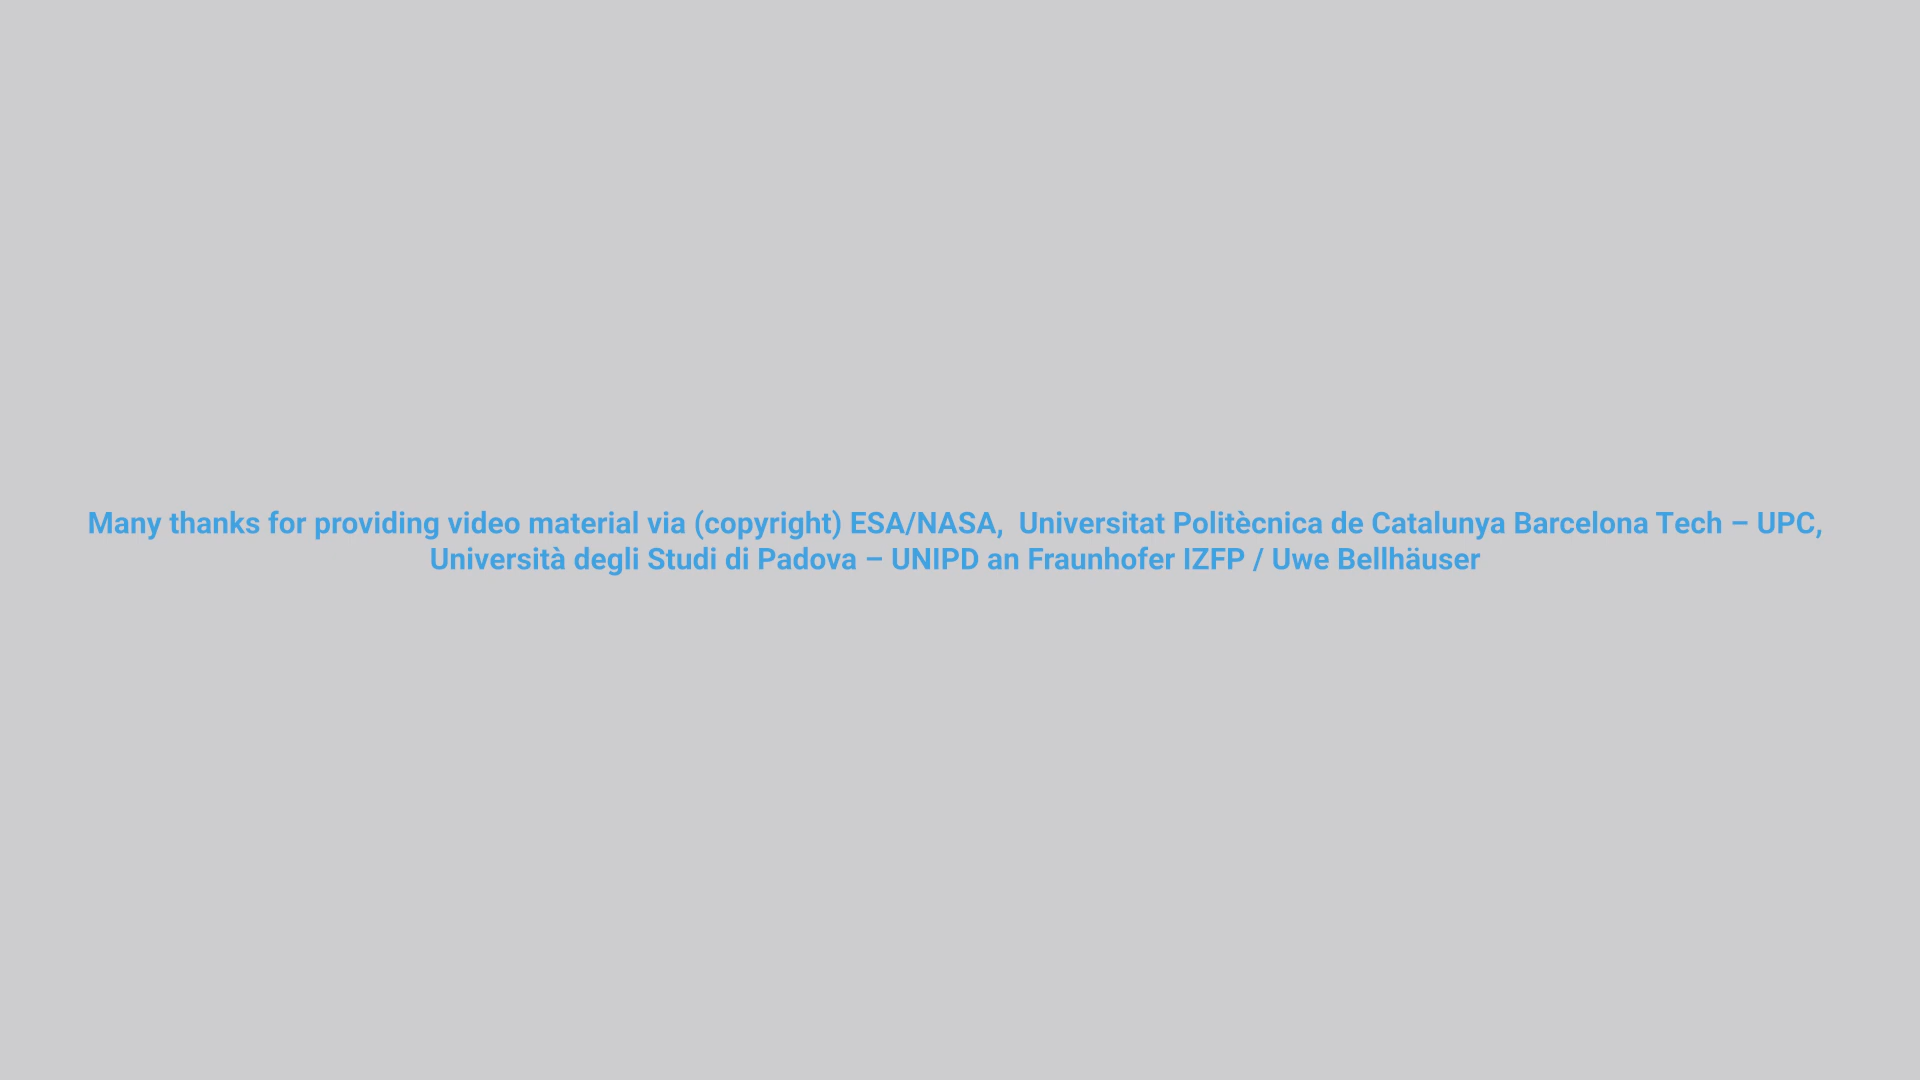 Many thanks for providing video material via (copyright) ESA/NASA,  Universitat Politècnica de Catalunya Barcelona Tech – UPC,
Università degli Studi di Padova – UNIPD an Fraunhofer IZFP / Uwe Bellhäuser